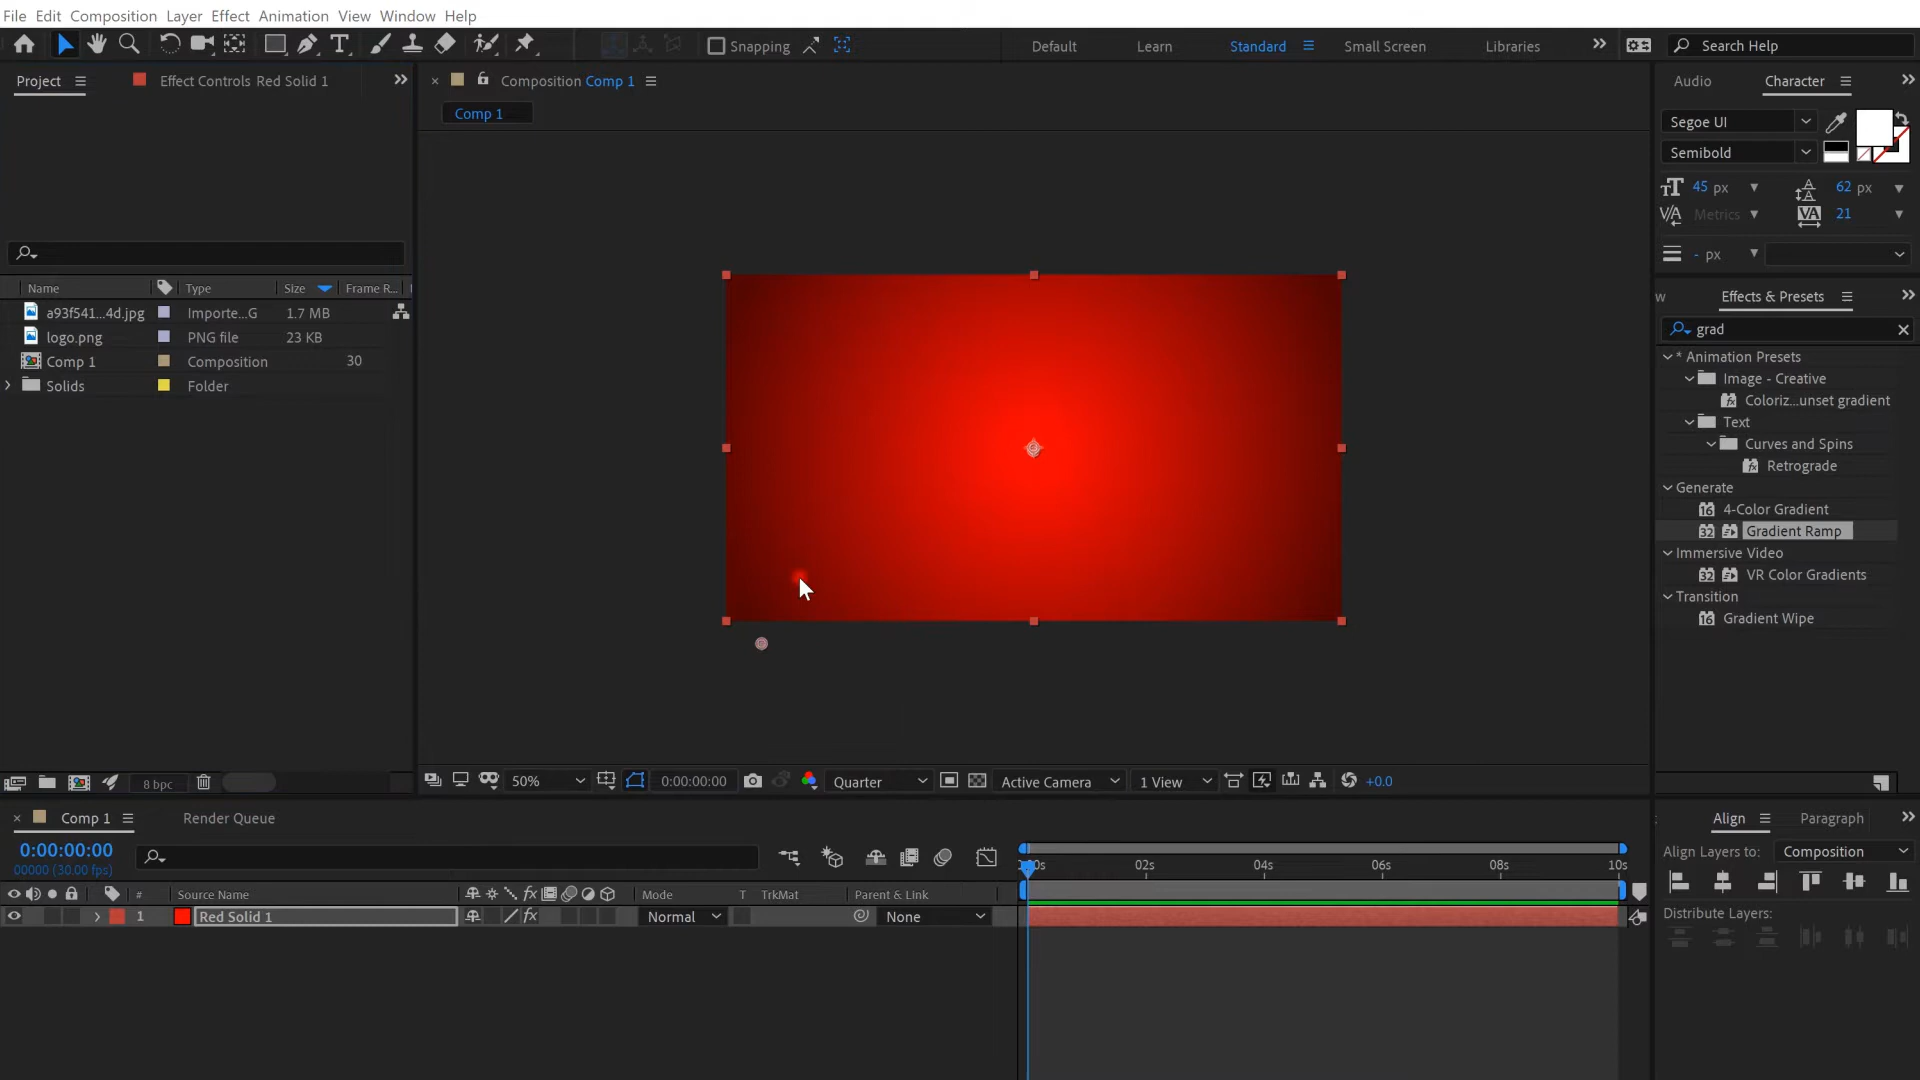 File Edit Composition Layer Effect Animation View Window Help
Snapping Default Learn Standard Small Screen Libraries Search Help
Project Effect Controls Red Solid 1
Composition Comp 1
Audio Character
Comp 1
Segoe UI
Semibold
45 px 62 px
Metrics 21
- px
Name Type Size Frame R...
a93f541...4d.jpg Importe...G 1.7 MB
logo.png PNG file 23 KB
Comp 1 Composition 30
Solids Folder
Effects & Presets
grad
* Animation Presets
Image - Creative
Coloriz...unset gradient
Text
Curves and Spins
Retrograde
Generate
16 4-Color Gradient
32 Gradient Ramp
Immersive Video
32 VR Color Gradients
Transition
16 Gradient Wipe
8 bpc
50% 0:00:00:00 Quarter Active Camera 1 View +0.0
Comp 1 Render Queue
0:00:00:00
00000 (30.00 fps)
02s 04s 06s 08s 10s
# Source Name fx Mode T TrkMat Parent & Link
1 Red Solid 1 fx Normal None
Align Paragraph
Align Layers to: Composition
Distribute Layers: